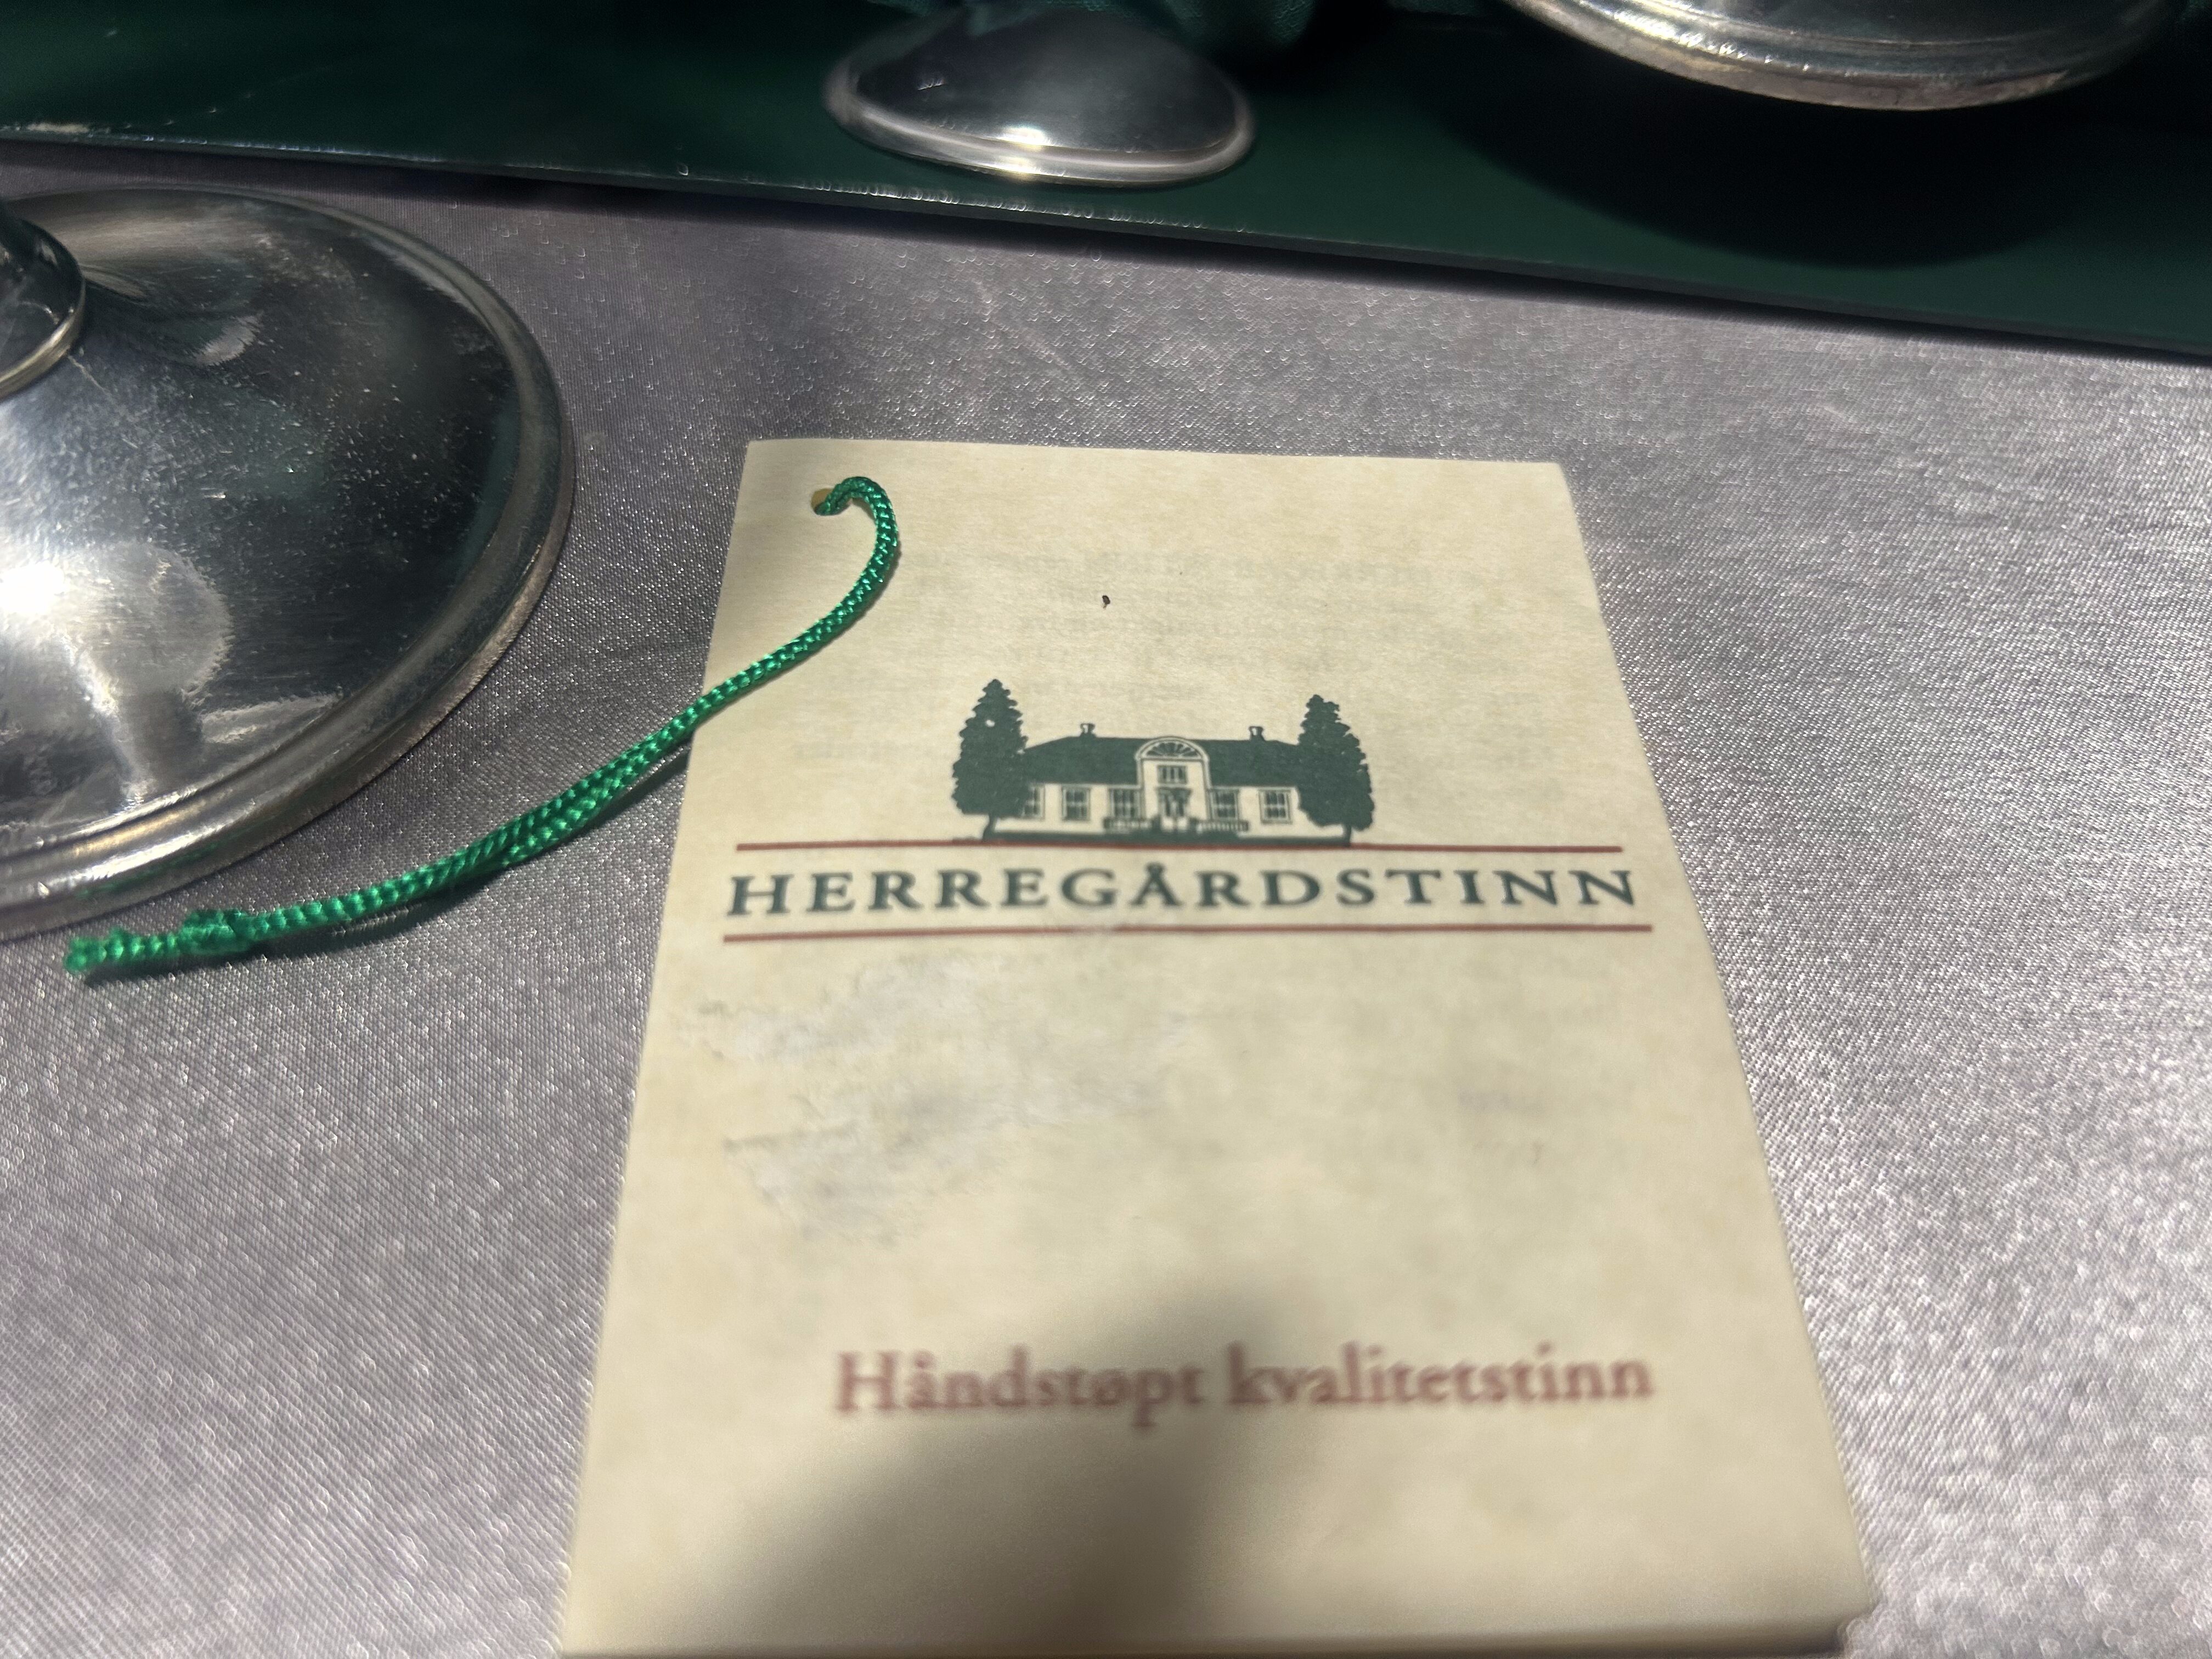 HERREGÅRDSTINN
Håndstøpt kvalitetstinn